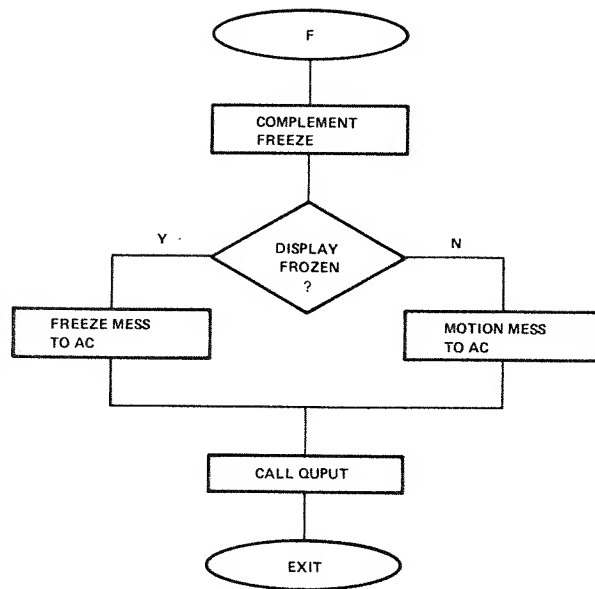 F
COMPLEMENT
FREEZE
DISPLAY
FROZEN
?
Y
N
FREEZE MESS
TO AC
MOTION MESS
TO AC
CALL QUPUT
EXIT